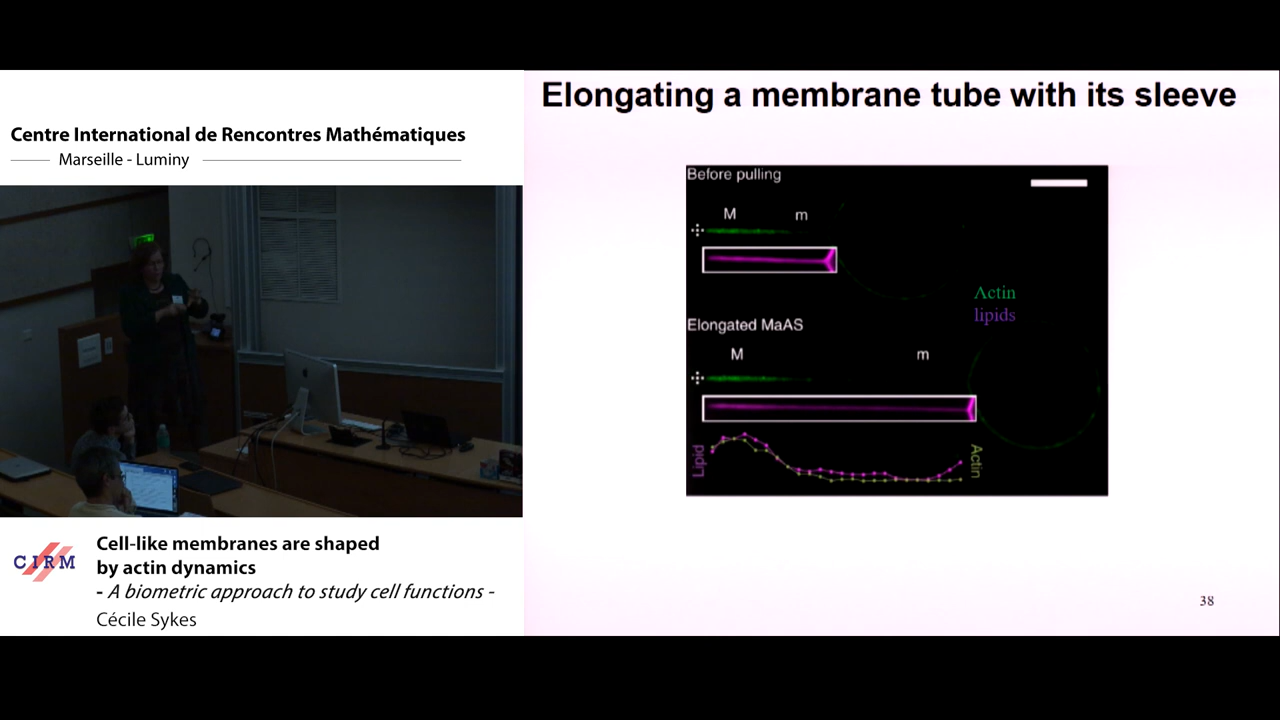 Centre International de Rencontres Mathématiques
Marseille - Luminy
CIRM
Cell-like membranes are shaped
by actin dynamics
- A biometric approach to study cell functions -
Cécile Sykes
Elongating a membrane tube with its sleeve
Before pulling
M m
Actin
lipids
Elongated MaAS
M m
Lipid
Actin
38